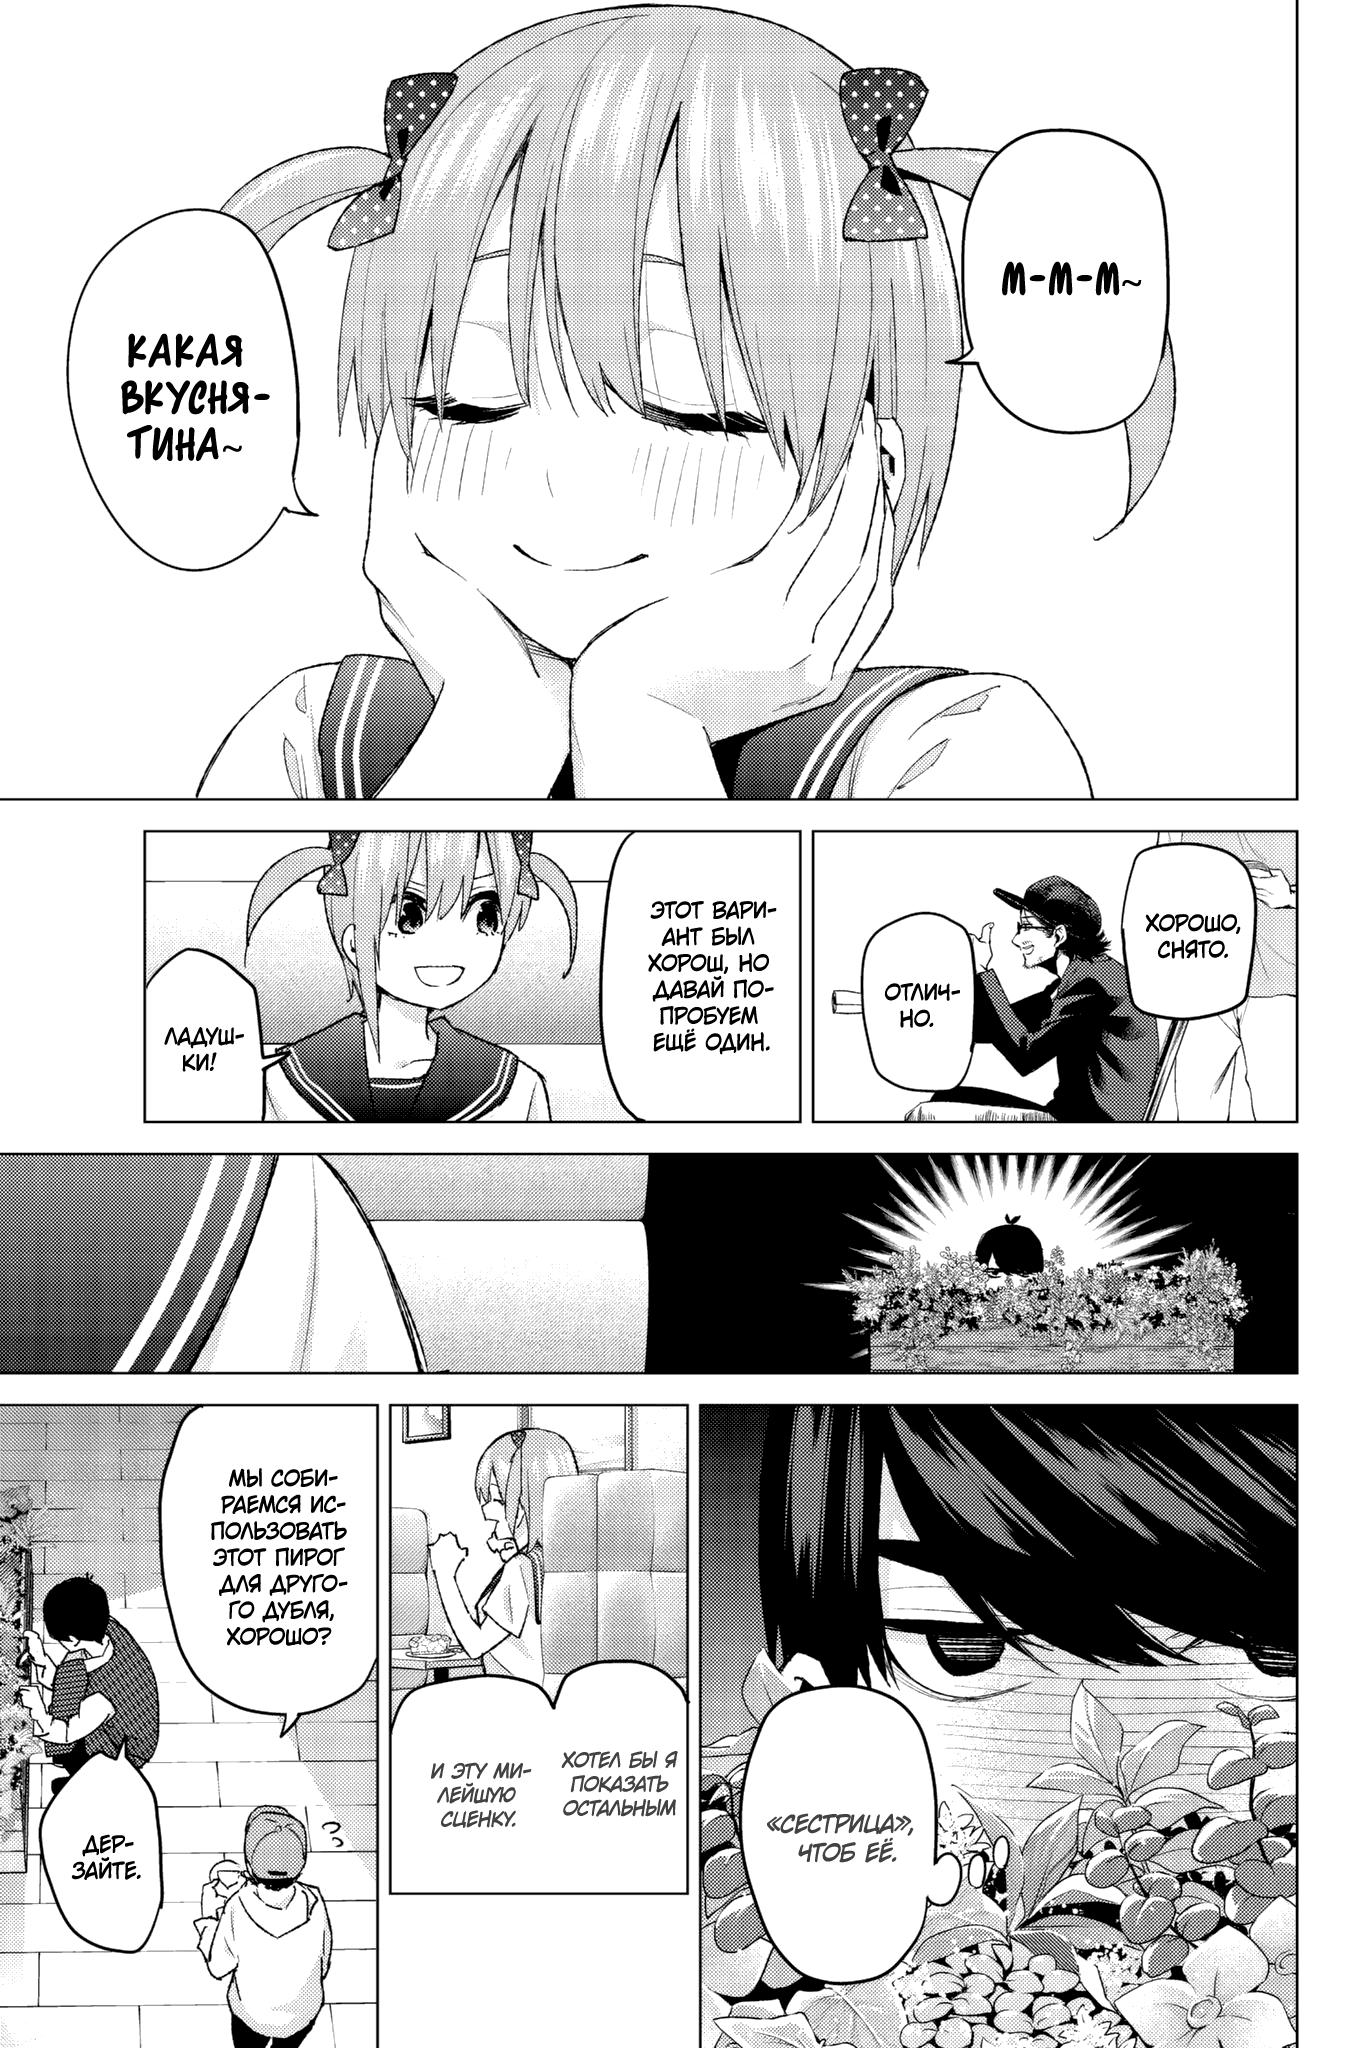 М-М-М~
КАКАЯ
ВКУСНЯ-
ТИНА~
ХОРОШО,
СНЯТО.
ОТЛИЧ-
НО.
ЭТОТ ВАРИ-
АНТ БЫЛ
ХОРОШ, НО
ДАВАЙ ПО-
ПРОБУЕМ
ЕЩЁ ОДИН.
ЛАДУШ-
КИ!
«СЕСТРИЦА»,
ЧТОБ ЕЁ.
ХОТЕЛ БЫ Я
ПОКАЗАТЬ
ОСТАЛЬНЫМ
И ЭТУ МИ-
ЛЕЙШУЮ
СЦЕНКУ.
МЫ СОБИ-
РАЕМСЯ ИС-
ПОЛЬЗОВАТЬ
ЭТОТ ПИРОГ
ДЛЯ ДРУГО-
ГО ДУБЛЯ,
ХОРОШО?
ДЕР-
ЗАЙТЕ.